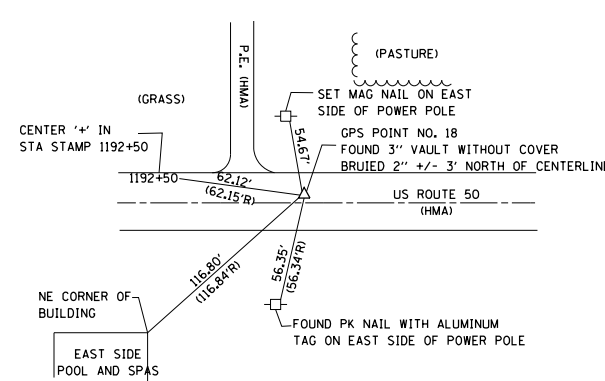 (PASTURE)
P.E. (HMA)
(GRASS)
SET MAG NAIL ON EAST
SIDE OF POWER POLE
CENTER '+' IN
STA STAMP 1192+50
54.67'
GPS POINT NO. 18
FOUND 3'' VAULT WITHOUT COVER
BRUIED 2'' +/- 3' NORTH OF CENTERLINE
1192+50
62.12'
(62.15'R)
US ROUTE 50
(HMA)
116.80'
(116.84'R)
56.35'
(56.34'R)
NE CORNER OF
BUILDING
FOUND PK NAIL WITH ALUMINUM
TAG ON EAST SIDE OF POWER POLE
EAST SIDE
POOL AND SPAS